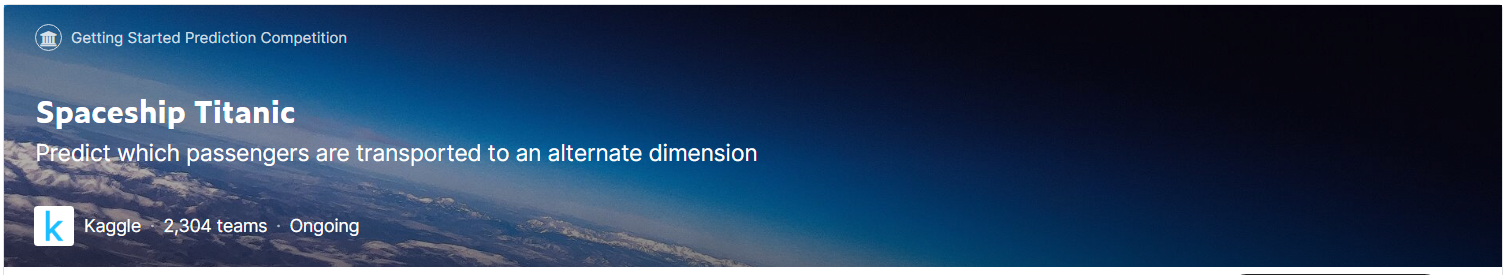 Getting Started Prediction Competition
Spaceship Titanic
Predict which passengers are transported to an alternate dimension
k Kaggle · 2,304 teams · Ongoing